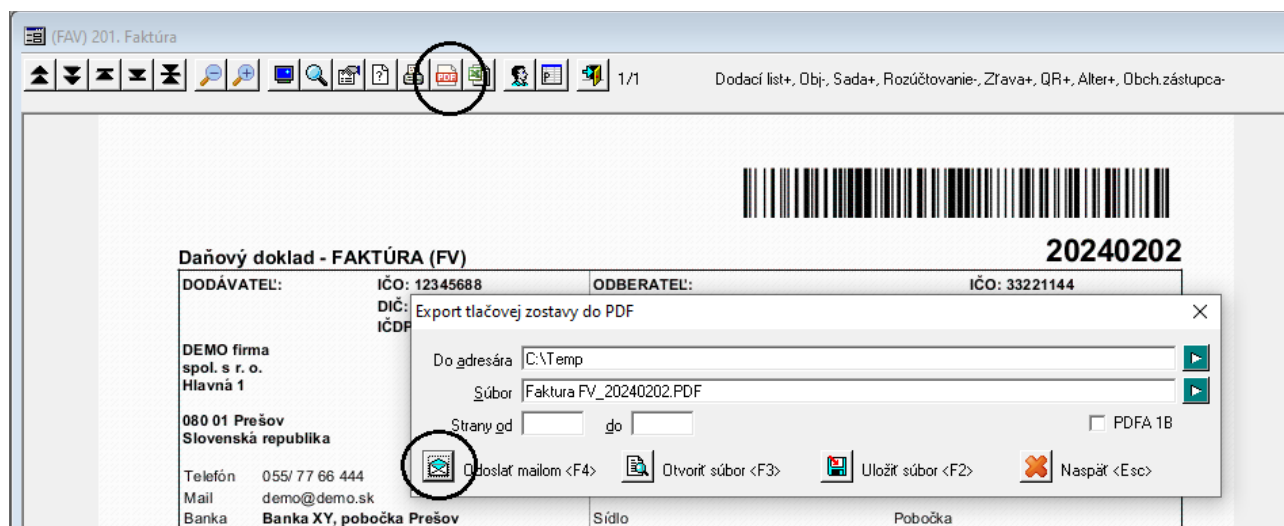 (FAV) 201. Faktúra
PDF
1/1 Dodací list+, Obj-, Sada+, Rozúčtovanie-, Zľava+, QR+, Alter+, Obch.zástupca-
20240202
Daňový doklad - FAKTÚRA (FV)
DODÁVATEĽ: IČO: 12345688 ODBERATEĽ: IČO: 33221144
DIČ:
IČDP
Export tlačovej zostavy do PDF
Do adresára C:\Temp
Súbor Faktura FV_20240202.PDF
Strany od do PDFA 1B
Odoslať mailom <F4> Otvoriť súbor <F3> Uložiť súbor <F2> Naspäť <Esc>
DEMO firma
spol. s r. o.
Hlavná 1
080 01 Prešov
Slovenská republika
Telefón 055/ 77 66 444
Mail demo@demo.sk
Banka Banka XY, pobočka Prešov Sídlo Pobočka